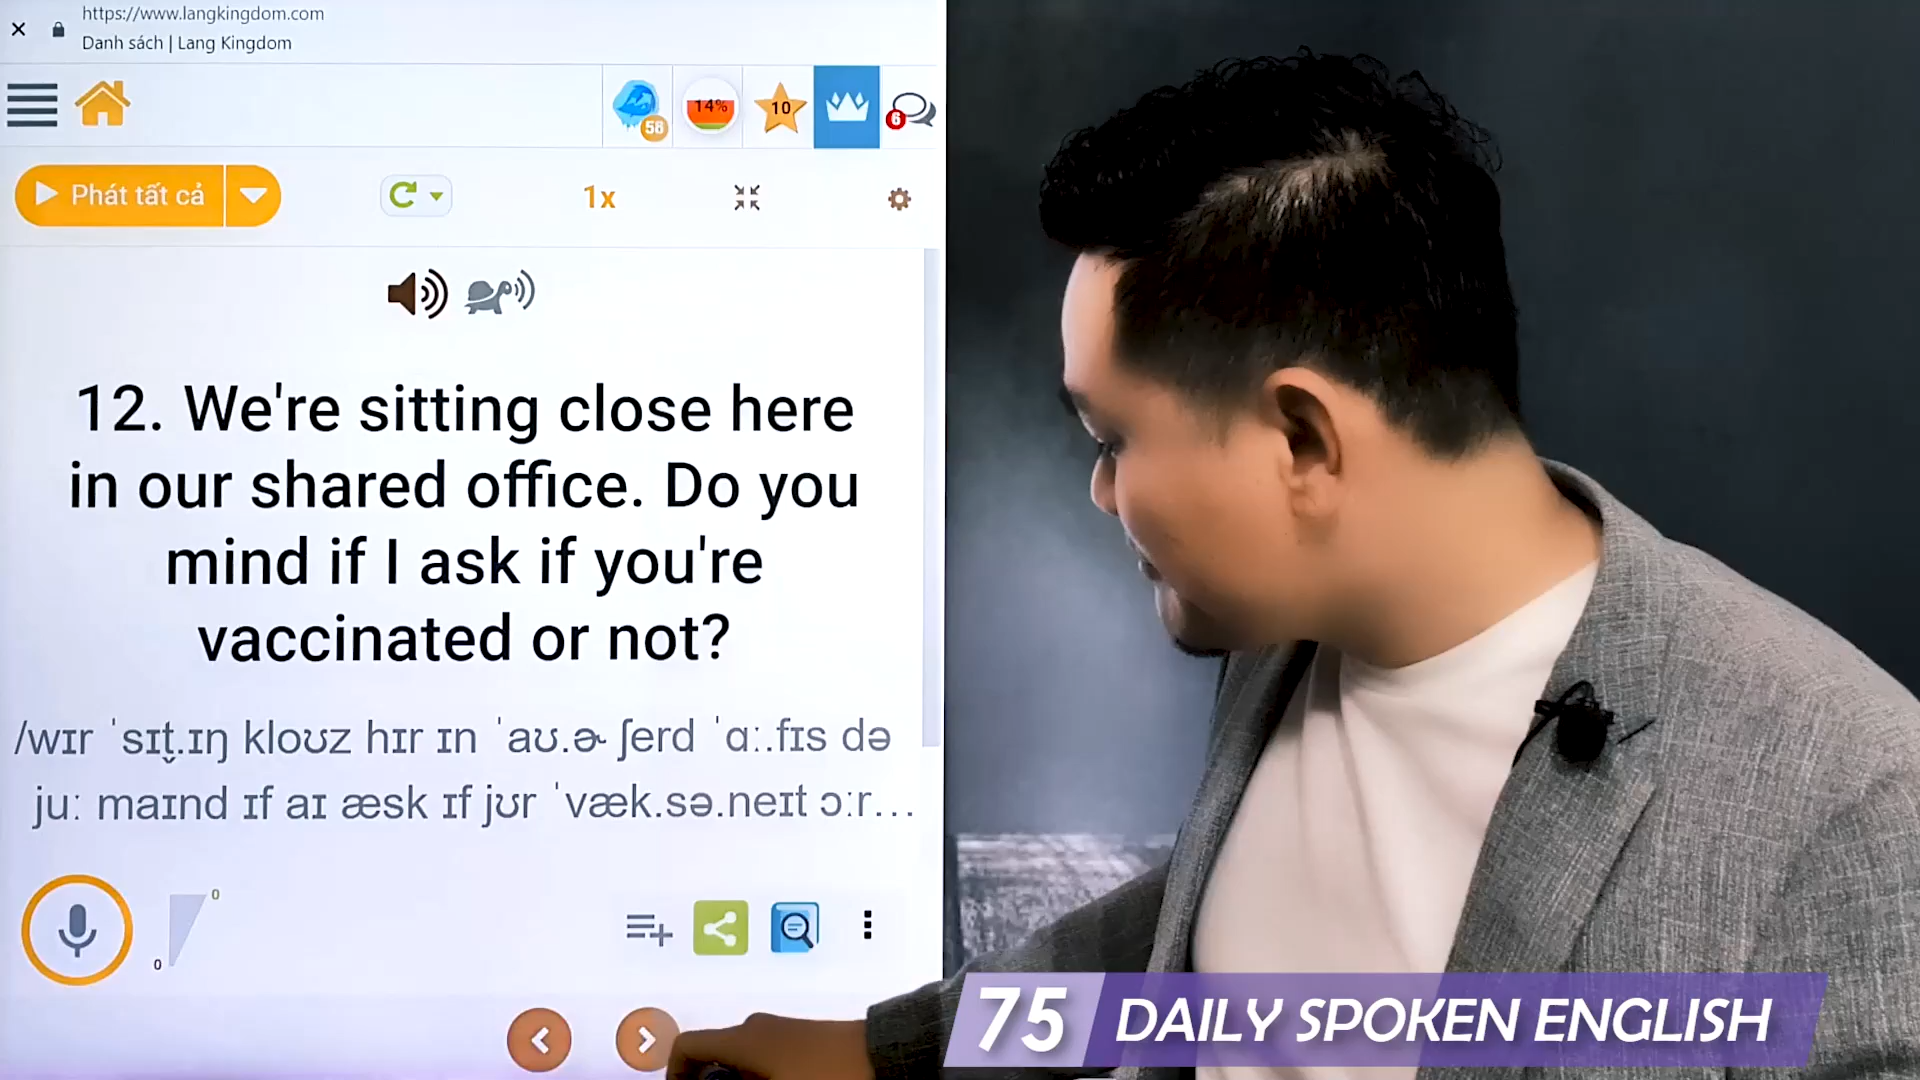 https://www.langkingdom.com
Danh sách | Lang Kingdom
58
14%
10
6
Phát tất cả
1x
12. We're sitting close here
in our shared office. Do you
mind if I ask if you're
vaccinated or not?
/wɪr ˈsɪt̬.ɪŋ kloʊz hɪr ɪn ˈaʊ.ɚ ʃerd ˈɑː.fɪs də
juː maɪnd ɪf aɪ æsk ɪf jʊr ˈvæk.sə.neɪt ɔːr…
0
0
75 DAILY SPOKEN ENGLISH